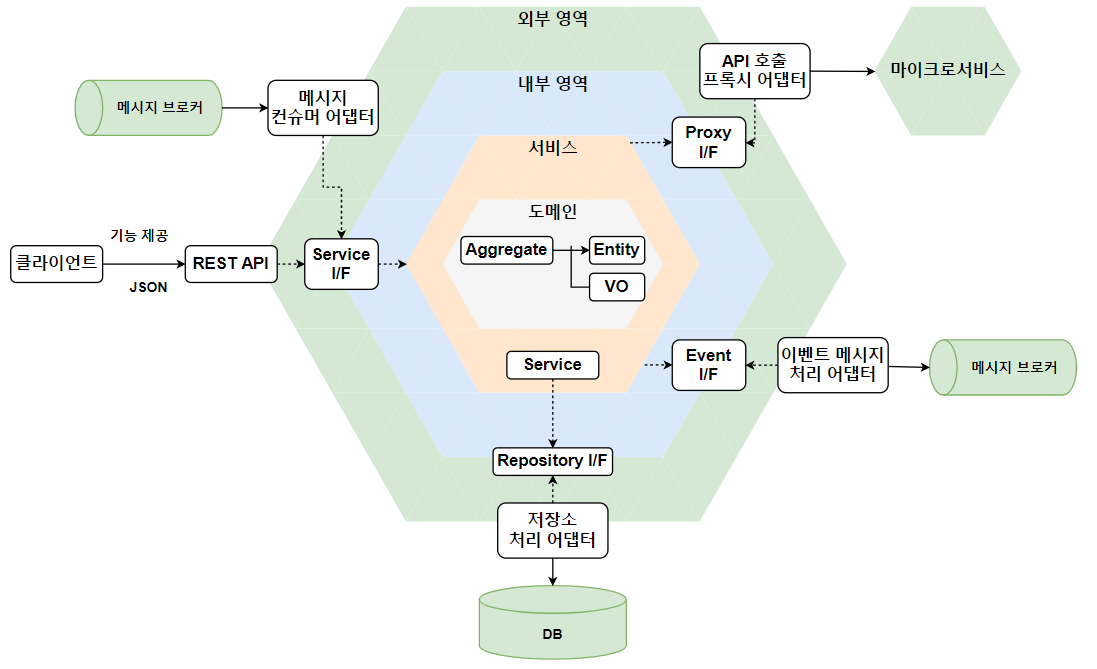 외부 영역
API 호출
프록시 어댑터
마이크로서비스
내부 영역
메시지 브로커
메시지
컨슈머 어댑터
Proxy
I/F
서비스
도메인
Aggregate
Entity
VO
기능 제공
클라이언트
JSON
REST API
Service
I/F
Service
Event
I/F
이벤트 메시지
처리 어댑터
메시지 브로커
Repository I/F
저장소
처리 어댑터
DB